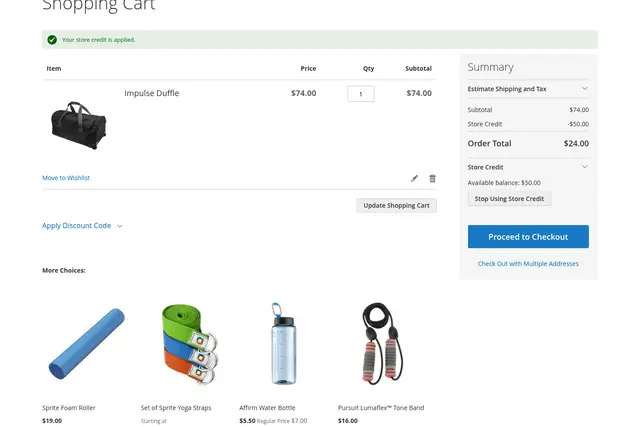 Shopping Cart
Your store credit is applied.
Item Price Qty Subtotal
Impulse Duffle $74.00 1 $74.00
Move to Wishlist
Update Shopping Cart
Apply Discount Code
Summary
Estimate Shipping and Tax
Subtotal $74.00
Store Credit -$50.00
Order Total $24.00
Store Credit
Available balance: $50.00
Stop Using Store Credit
Proceed to Checkout
Check Out with Multiple Addresses
More Choices:
Sprite Foam Roller
$19.00
Set of Sprite Yoga Straps
Starting at
Affirm Water Bottle
$5.50 Regular Price $7.00
Pursuit Lumaflex™ Tone Band
$16.00